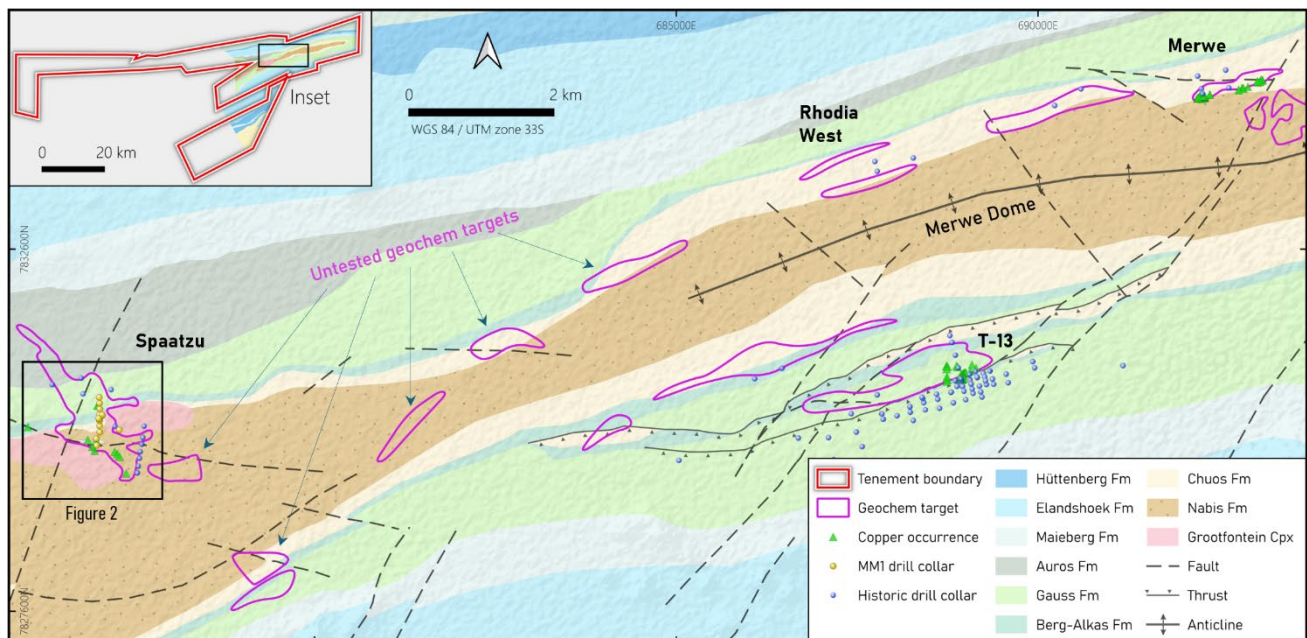 685000E
690000E
Merwe
Inset
0
2 km
WGS 84 / UTM zone 33S
Rhodia
West
0
20 km
Merwe Dome
Untested geochem targets
7832600N
Spaatzu
T-13
Figure 2
7827600N
Tenement boundary
Geochem target
Copper occurrence
MM1 drill collar
Historic drill collar
Hüttenberg Fm
Elandshoek Fm
Maieberg Fm
Auros Fm
Gauss Fm
Berg-Alkas Fm
Chuos Fm
Nabis Fm
Grootfontein Cpx
Fault
Thrust
Anticline